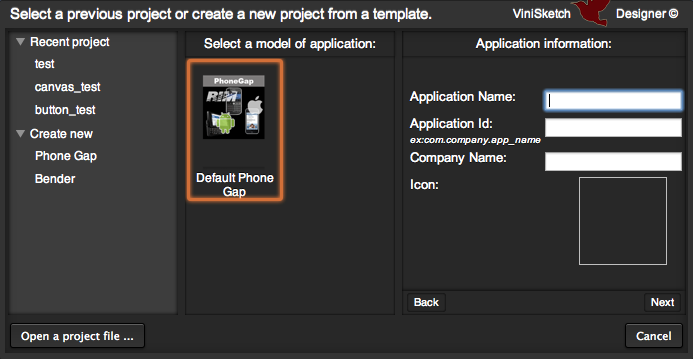 Select a previous project or create a new project from a template.
ViniSketch Designer ©
Recent project
test
canvas_test
button_test
Create new
Phone Gap
Bender
Select a model of application:
PhoneGap
RIM
Default Phone
Gap
Application information:
Application Name:
Application Id:
ex:com.company.app_name
Company Name:
Icon:
Back
Next
Open a project file ...
Cancel